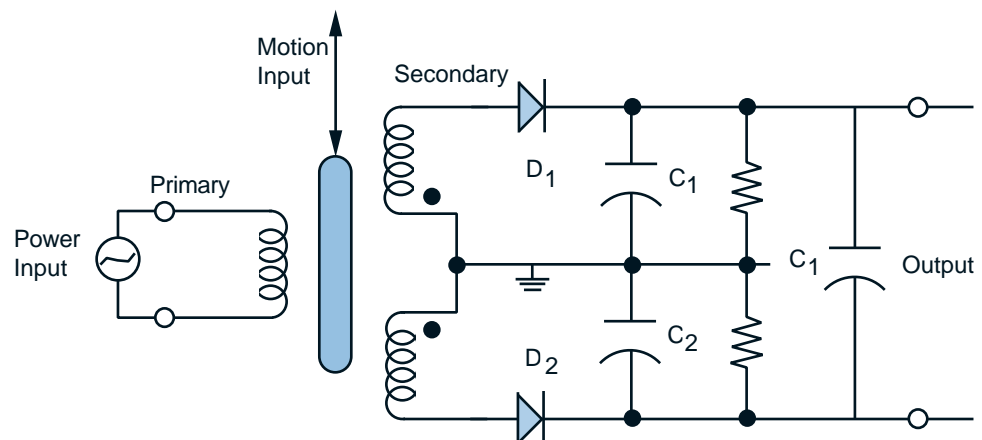 Motion
Input
Secondary
D1
C1
Primary
Power
Input
C1
Output
C2
D2